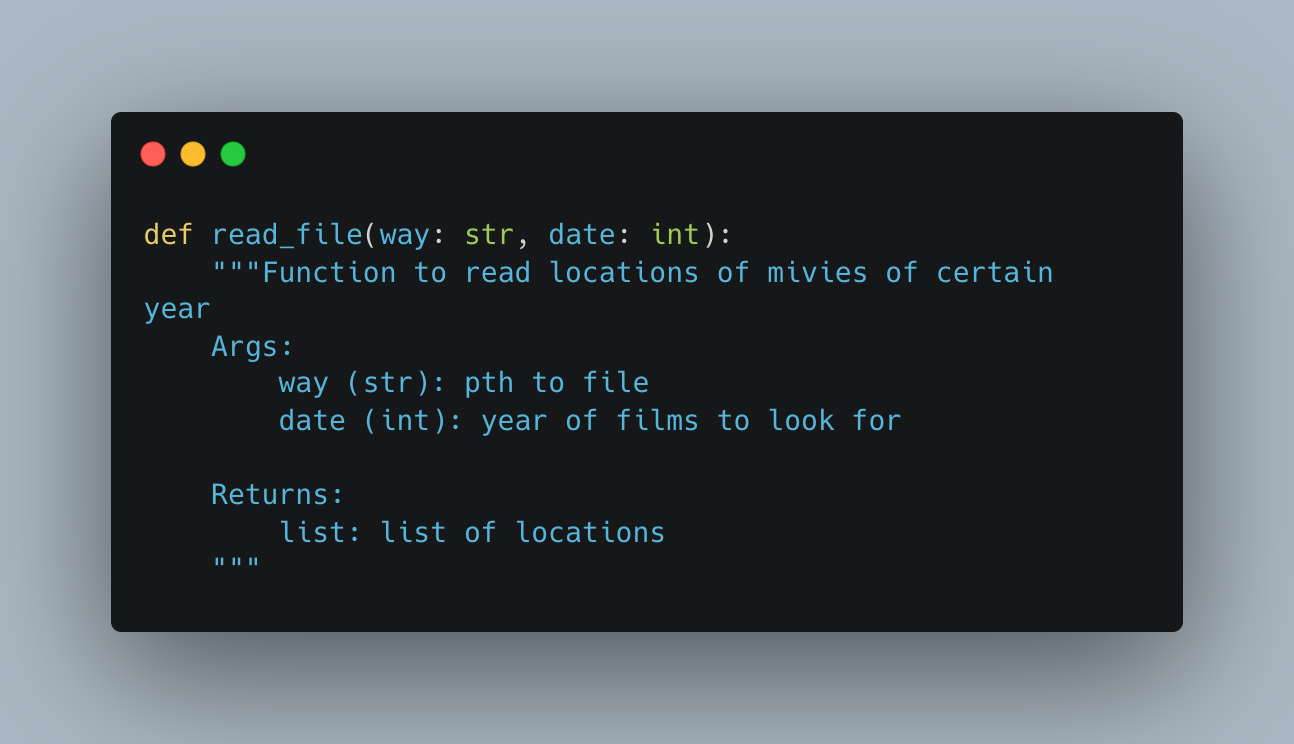 def read_file(way: str, date: int):
    """Function to read locations of mivies of certain
year
    Args:
        way (str): pth to file
        date (int): year of films to look for

    Returns:
        list: list of locations
    """